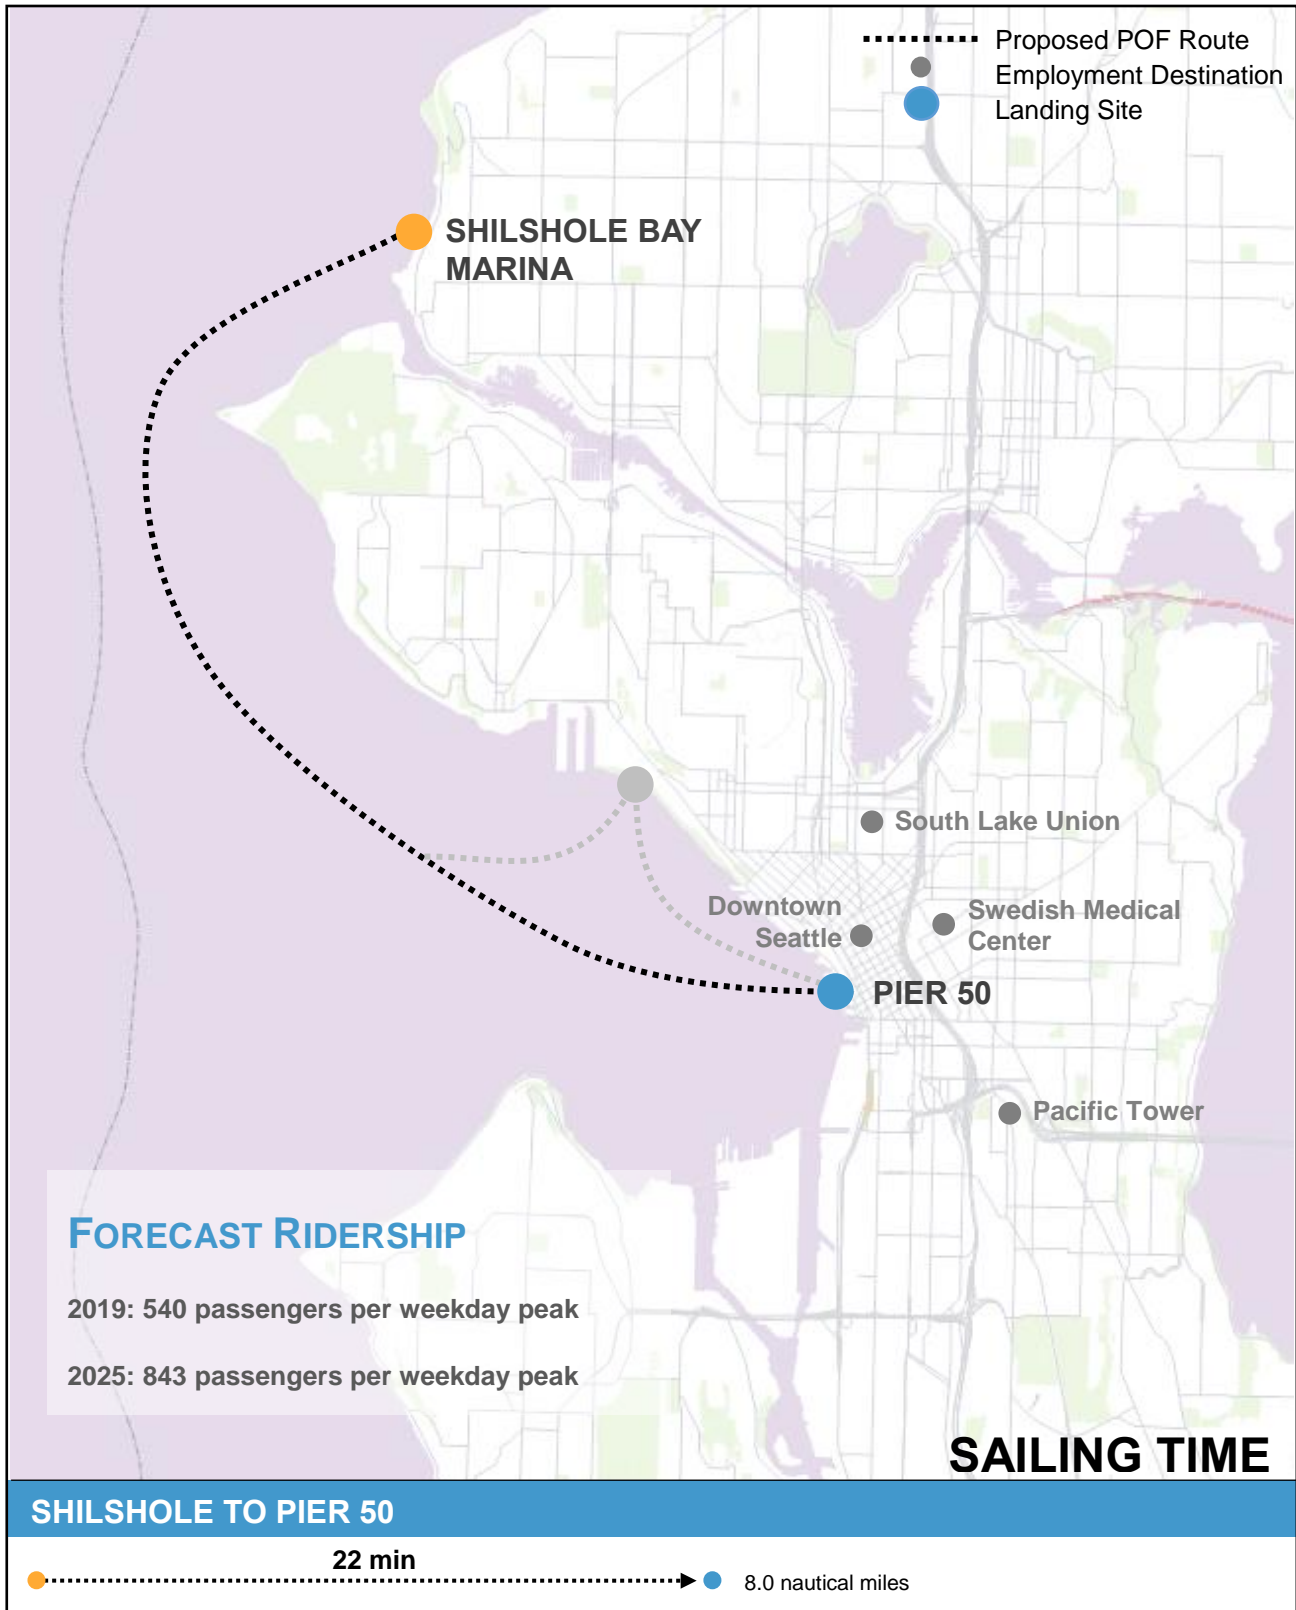 Proposed POF Route
Employment Destination
Landing Site
SHILSHOLE BAY
MARINA
South Lake Union
Downtown
Seattle
Swedish Medical
Center
PIER 50
Pacific Tower
FORECAST RIDERSHIP
2019: 540 passengers per weekday peak
2025: 843 passengers per weekday peak
SAILING TIME
SHILSHOLE TO PIER 50
22 min
8.0 nautical miles